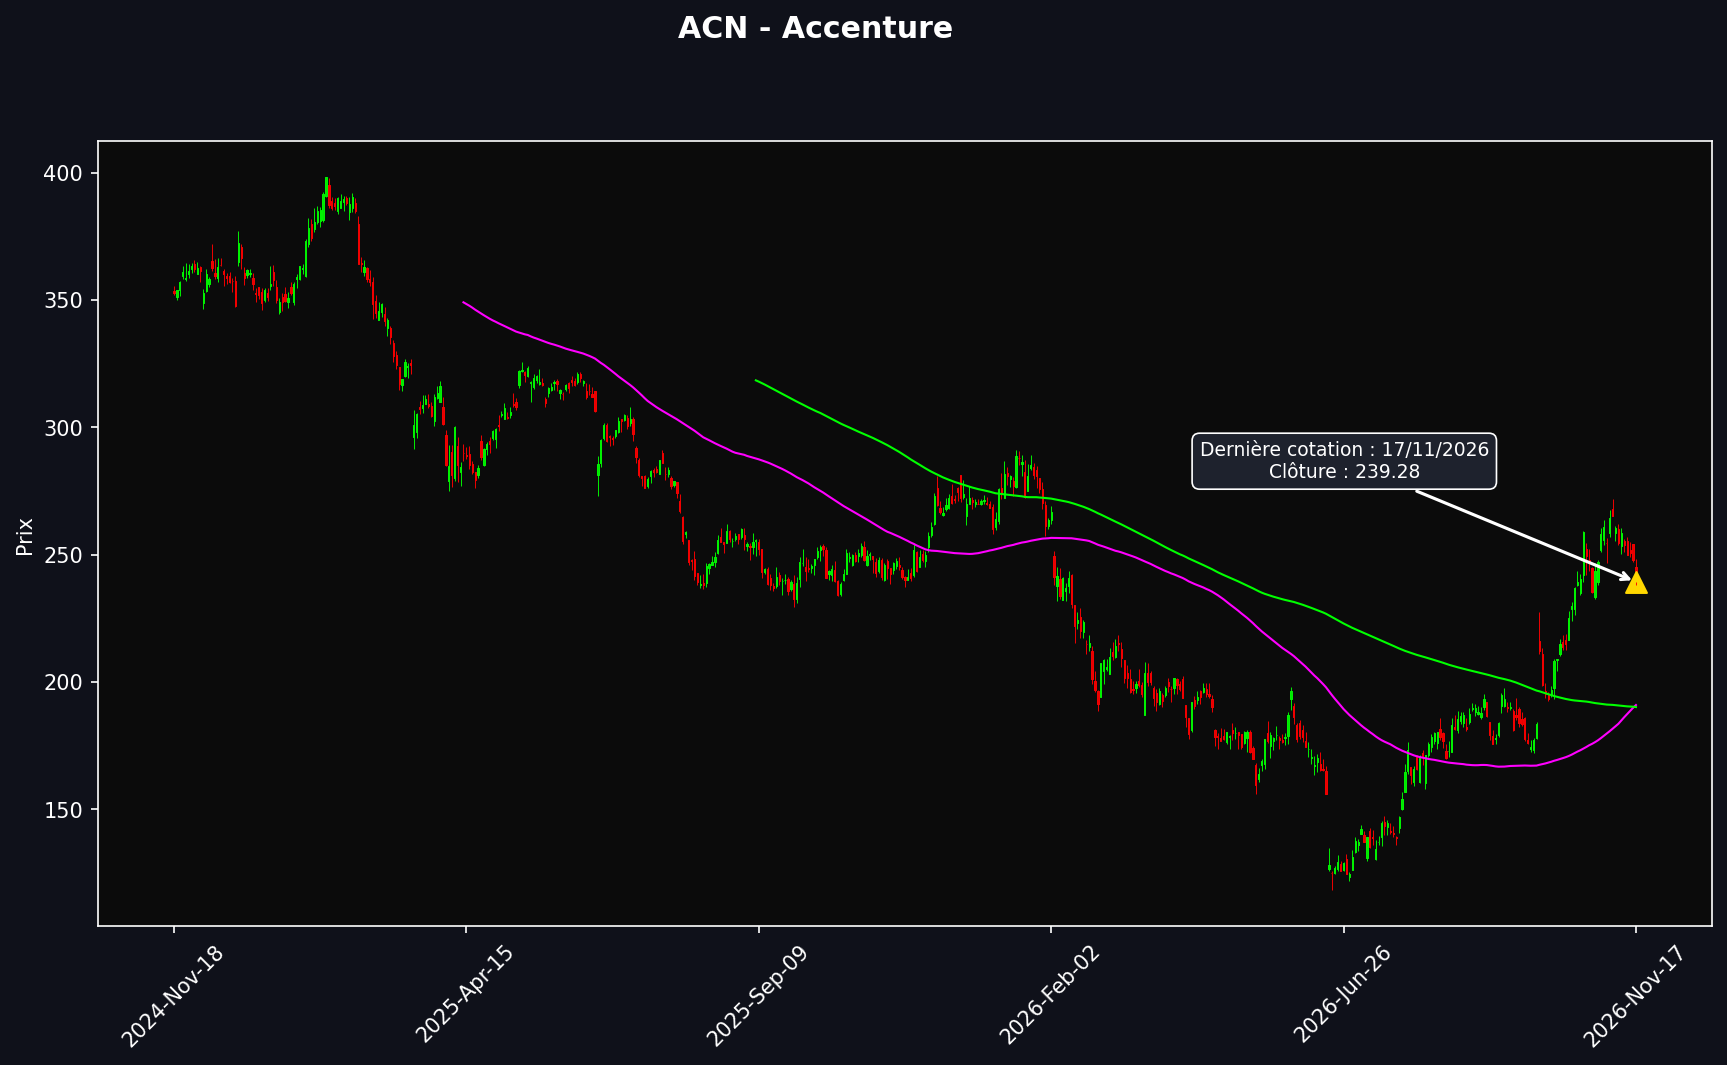 ACN - Accenture
400
350
300
250
200
150
Prix
Dernière cotation : 17/11/2026
Clôture : 239.28
2024-Nov-18
2025-Apr-15
2025-Sep-09
2026-Feb-02
2026-Jun-26
2026-Nov-17